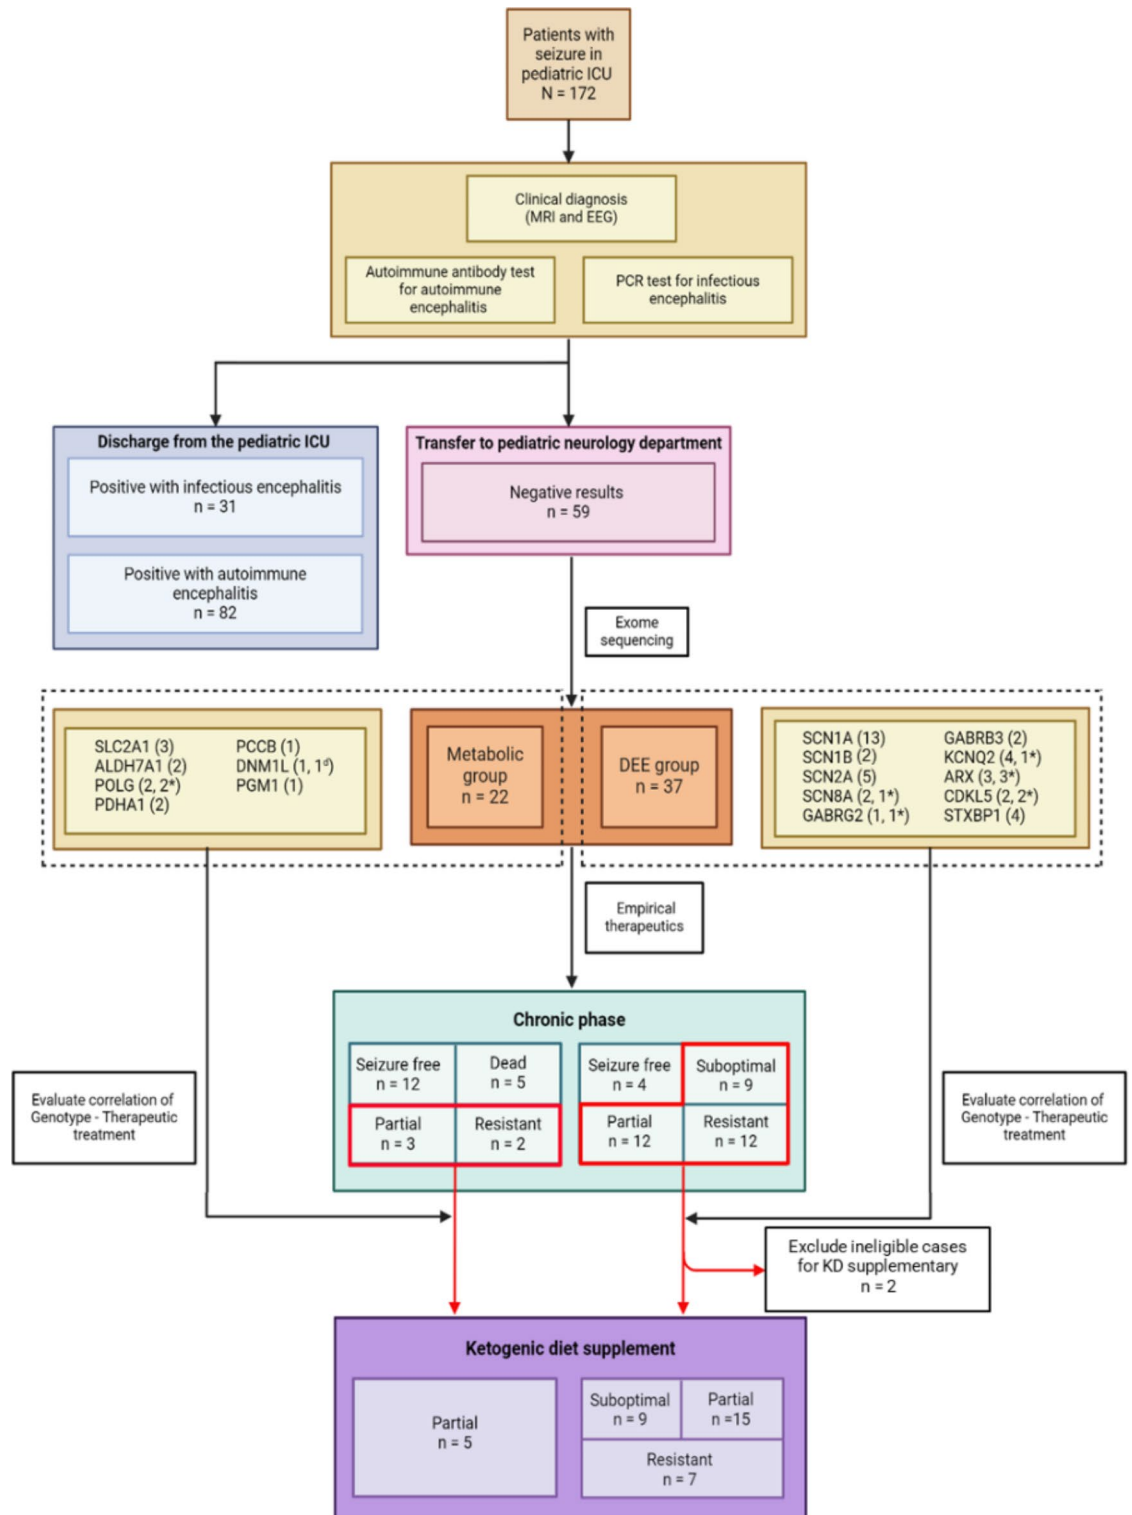 Patients with
seizure in
pediatric ICU
N = 172
Clinical diagnosis
(MRI and EEG)
Autoimmune antibody test
for autoimmune
encephalitis
PCR test for infectious
encephalitis
Discharge from the pediatric ICU
Positive with infectious encephalitis
n = 31
Positive with autoimmune
encephalitis
n = 82
Transfer to pediatric neurology department
Negative results
n = 59
Exome
sequencing
SLC2A1 (3)
ALDH7A1 (2)
POLG (2, 2*)
PDHA1 (2)
PCCB (1)
DNM1L (1, 1ᵈ)
PGM1 (1)
Metabolic
group
n = 22
DEE group
n = 37
SCN1A (13)
SCN1B (2)
SCN2A (5)
SCN8A (2, 1*)
GABRG2 (1, 1*)
GABRB3 (2)
KCNQ2 (4, 1*)
ARX (3, 3*)
CDKL5 (2, 2*)
STXBP1 (4)
Empirical
therapeutics
Chronic phase
Seizure free
n = 12
Dead
n = 5
Partial
n = 3
Resistant
n = 2
Seizure free
n = 4
Suboptimal
n = 9
Partial
n = 12
Resistant
n = 12
Evaluate correlation of
Genotype - Therapeutic
treatment
Evaluate correlation of
Genotype - Therapeutic
treatment
Exclude ineligible cases
for KD supplementary
n = 2
Ketogenic diet supplement
Partial
n = 5
Suboptimal
n = 9
Partial
n =15
Resistant
n = 7